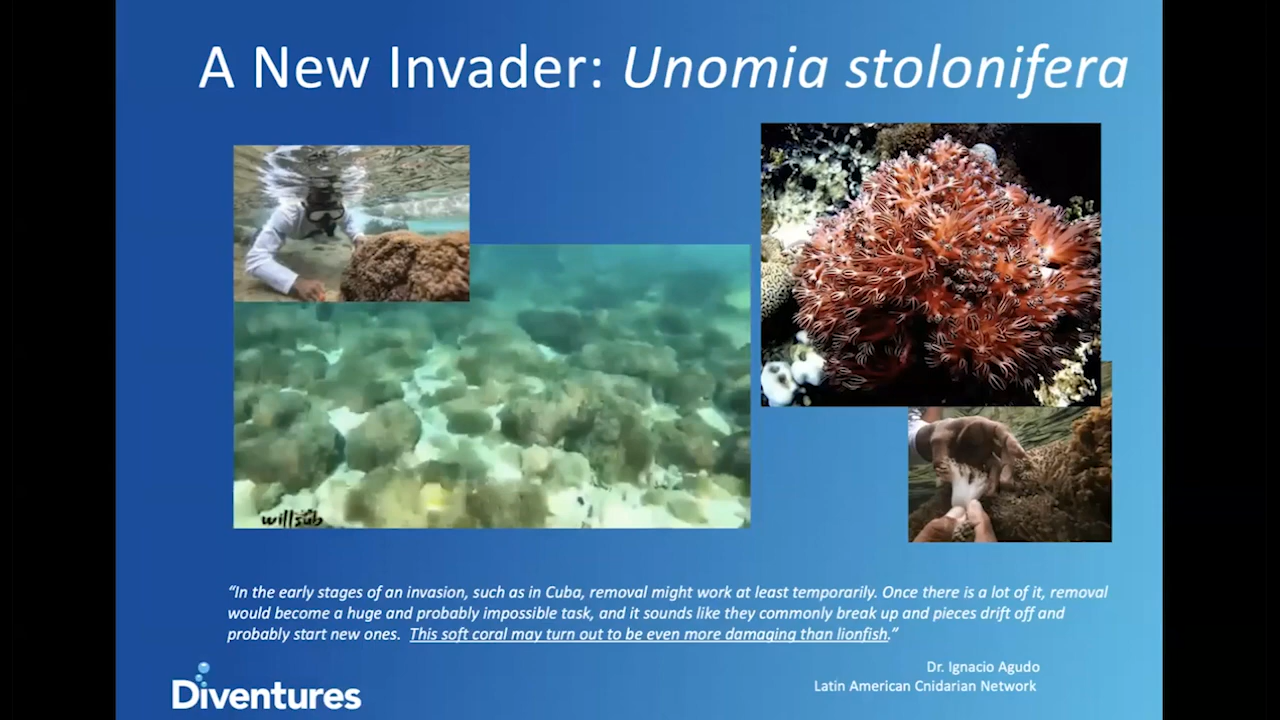 A New Invader: Unomia stolonifera
willsub
“In the early stages of an invasion, such as in Cuba, removal might work at least temporarily. Once there is a lot of it, removal
would become a huge and probably impossible task, and it sounds like they commonly break up and pieces drift off and
probably start new ones. This soft coral may turn out to be even more damaging than lionfish.”
Dr. Ignacio Agudo
Latin American Cnidarian Network
Diventures